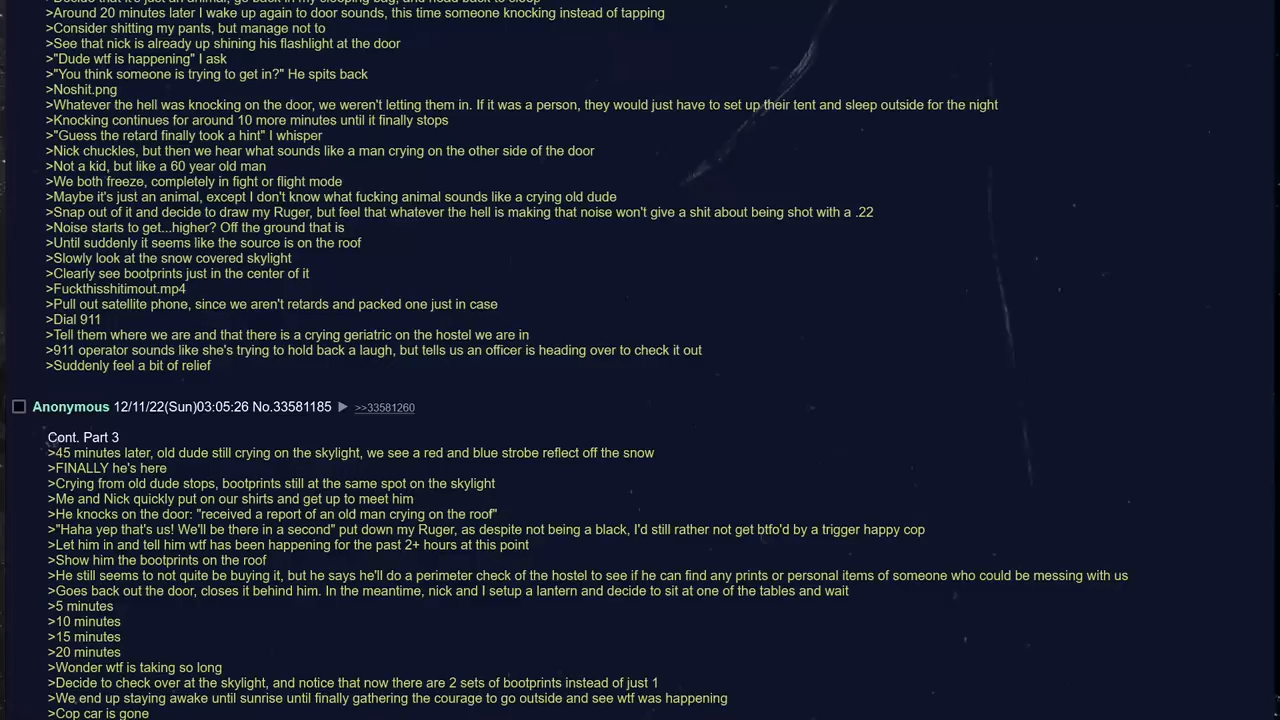 >Decide that it's just an animal, go back in my sleeping bag, and head back to sleep
>Around 20 minutes later I wake up again to door sounds, this time someone knocking instead of tapping
>Consider shitting my pants, but manage not to
>See that nick is already up shining his flashlight at the door
>"Dude wtf is happening" I ask
>"You think someone is trying to get in?" He spits back
>Noshit.png
>Whatever the hell was knocking on the door, we weren't letting them in. If it was a person, they would just have to set up their tent and sleep outside for the night
>Knocking continues for around 10 more minutes until it finally stops
>"Guess the retard finally took a hint" I whisper
>Nick chuckles, but then we hear what sounds like a man crying on the other side of the door
>Not a kid, but like a 60 year old man
>We both freeze, completely in fight or flight mode
>Maybe it's just an animal, except I don't know what fucking animal sounds like a crying old dude
>Snap out of it and decide to draw my Ruger, but feel that whatever the hell is making that noise won't give a shit about being shot with a .22
>Noise starts to get...higher? Off the ground that is
>Until suddenly it seems like the source is on the roof
>Slowly look at the snow covered skylight
>Clearly see bootprints just in the center of it
>Fuckthisshitimout.mp4
>Pull out satellite phone, since we aren't retards and packed one just in case
>Dial 911
>Tell them where we are and that there is a crying geriatric on the hostel we are in
>911 operator sounds like she's trying to hold back a laugh, but tells us an officer is heading over to check it out
>Suddenly feel a bit of relief
Anonymous 12/11/22(Sun)03:05:26 No.33581185 ▶ >>33581260
Cont. Part 3
>45 minutes later, old dude still crying on the skylight, we see a red and blue strobe reflect off the snow
>FINALLY he's here
>Crying from old dude stops, bootprints still at the same spot on the skylight
>Me and Nick quickly put on our shirts and get up to meet him
>He knocks on the door: "received a report of an old man crying on the roof"
>"Haha yep that's us! We'll be there in a second" put down my Ruger, as despite not being a black, I'd still rather not get btfo'd by a trigger happy cop
>Let him in and tell him wtf has been happening for the past 2+ hours at this point
>Show him the bootprints on the roof
>He still seems to not quite be buying it, but he says he'll do a perimeter check of the hostel to see if he can find any prints or personal items of someone who could be messing with us
>Goes back out the door, closes it behind him. In the meantime, nick and I setup a lantern and decide to sit at one of the tables and wait
>5 minutes
>10 minutes
>15 minutes
>20 minutes
>Wonder wtf is taking so long
>Decide to check over at the skylight, and notice that now there are 2 sets of bootprints instead of just 1
>We end up staying awake until sunrise until finally gathering the courage to go outside and see wtf was happening
>Cop car is gone